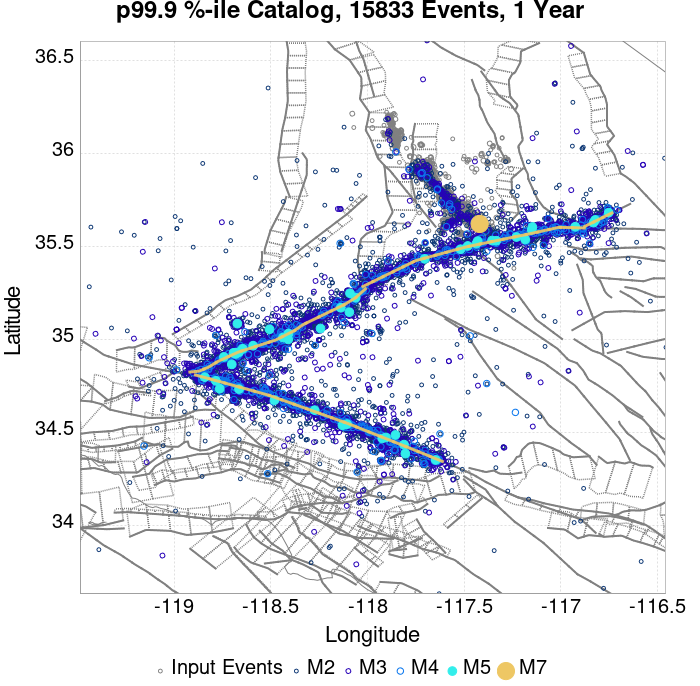 p99.9 %-ile Catalog, 15833 Events, 1 Year
36.5
36
35.5
35
34.5
34
Latitude
-119
-118.5
-118
-117.5
-117
-116.5
Longitude
Input Events
M2
M3
M4
M5
M7